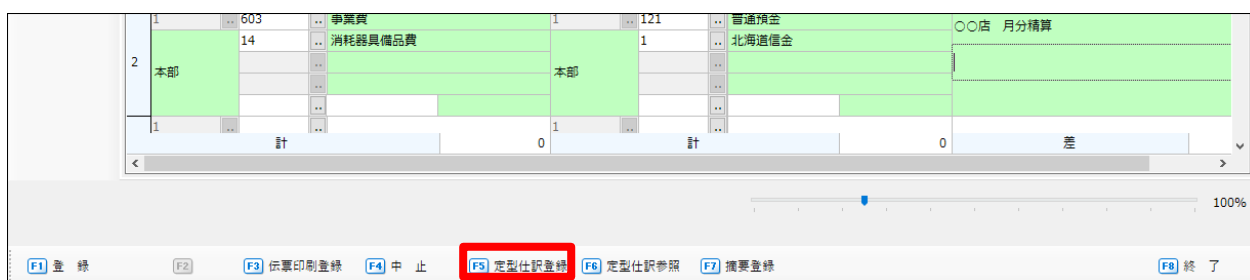 1 .. 603 .. 事業費 1 .. 121 .. 普通預金
○○店 月分精算
14 .. 消耗器具備品費 1 .. 北海道信金
2 本部 .. 本部 ..
.. ..
.. ..
1 .. .. 1 .. ..
計 0 計 0 差
100%
F1 登 録 F2 F3 伝票印刷登録 F4 中 止 F5 定型仕訳登録 F6 定型仕訳参照 F7 摘要登録 F8 終 了